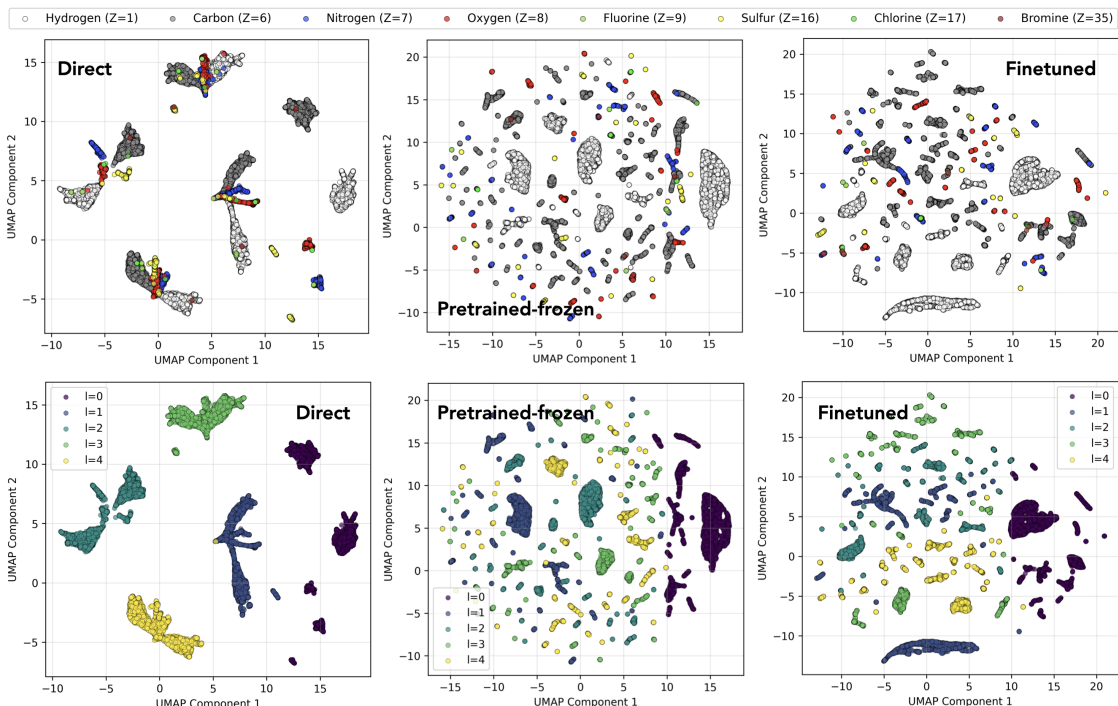 Hydrogen (Z=1) Carbon (Z=6) Nitrogen (Z=7) Oxygen (Z=8) Fluorine (Z=9) Sulfur (Z=16) Chlorine (Z=17) Bromine (Z=35)
Direct
UMAP Component 2
15
10
5
0
−5
−10 −5 0 5 10 15
UMAP Component 1
Pretrained-frozen
UMAP Component 2
20
15
10
5
0
−5
−10
−15 −10 −5 0 5 10 15
UMAP Component 1
Finetuned
UMAP Component 2
20
15
10
5
0
−5
−10
−10 −5 0 5 10 15 20
UMAP Component 1
l=0
l=1
l=2
l=3
l=4
Direct
UMAP Component 2
15
10
5
0
−5
−10 −5 0 5 10 15
UMAP Component 1
Pretrained-frozen
UMAP Component 2
20
15
10
5
0
−5
−10
l=0
l=1
l=2
l=3
l=4
−15 −10 −5 0 5 10 15
UMAP Component 1
Finetuned
l=0
l=1
l=2
l=3
l=4
UMAP Component 2
20
15
10
5
0
−5
−10
−10 −5 0 5 10 15 20
UMAP Component 1